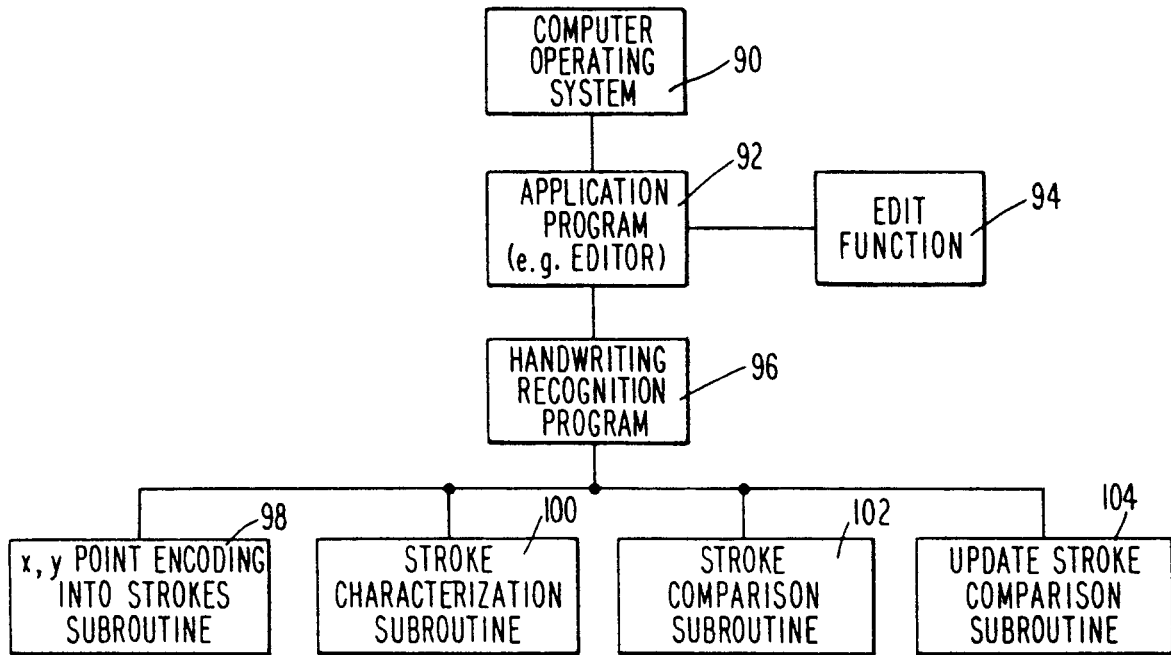 COMPUTER
OPERATING
SYSTEM
90
APPLICATION
PROGRAM
(e.g. EDITOR)
92
EDIT
FUNCTION
94
HANDWRITING
RECOGNITION
PROGRAM
96
x, y POINT ENCODING
INTO STROKES
SUBROUTINE
98
STROKE
CHARACTERIZATION
SUBROUTINE
100
STROKE
COMPARISON
SUBROUTINE
102
UPDATE STROKE
COMPARISON
SUBROUTINE
104